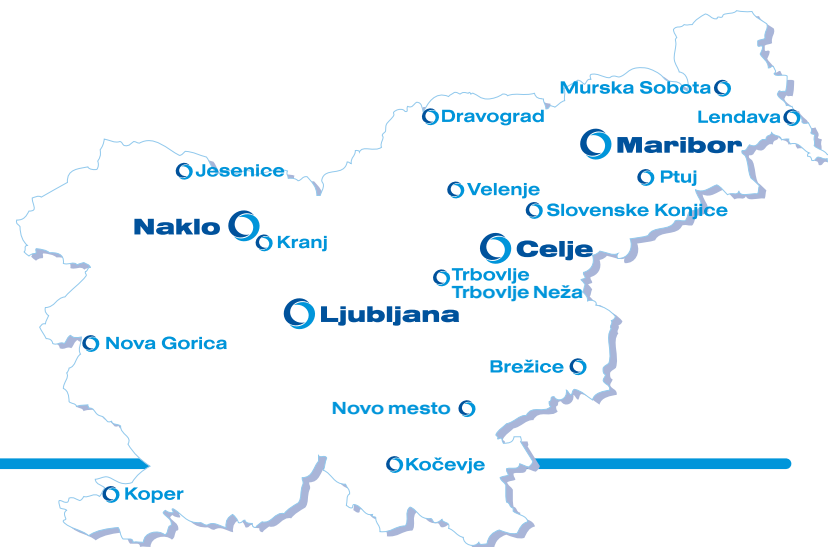 Murska Sobota
Dravograd
Lendava
Maribor
Jesenice
Ptuj
Velenje
Slovenske Konjice
Naklo
Kranj
Celje
Trbovlje
Trbovlje Neža
Ljubljana
Nova Gorica
Brežice
Novo mesto
Kočevje
Koper